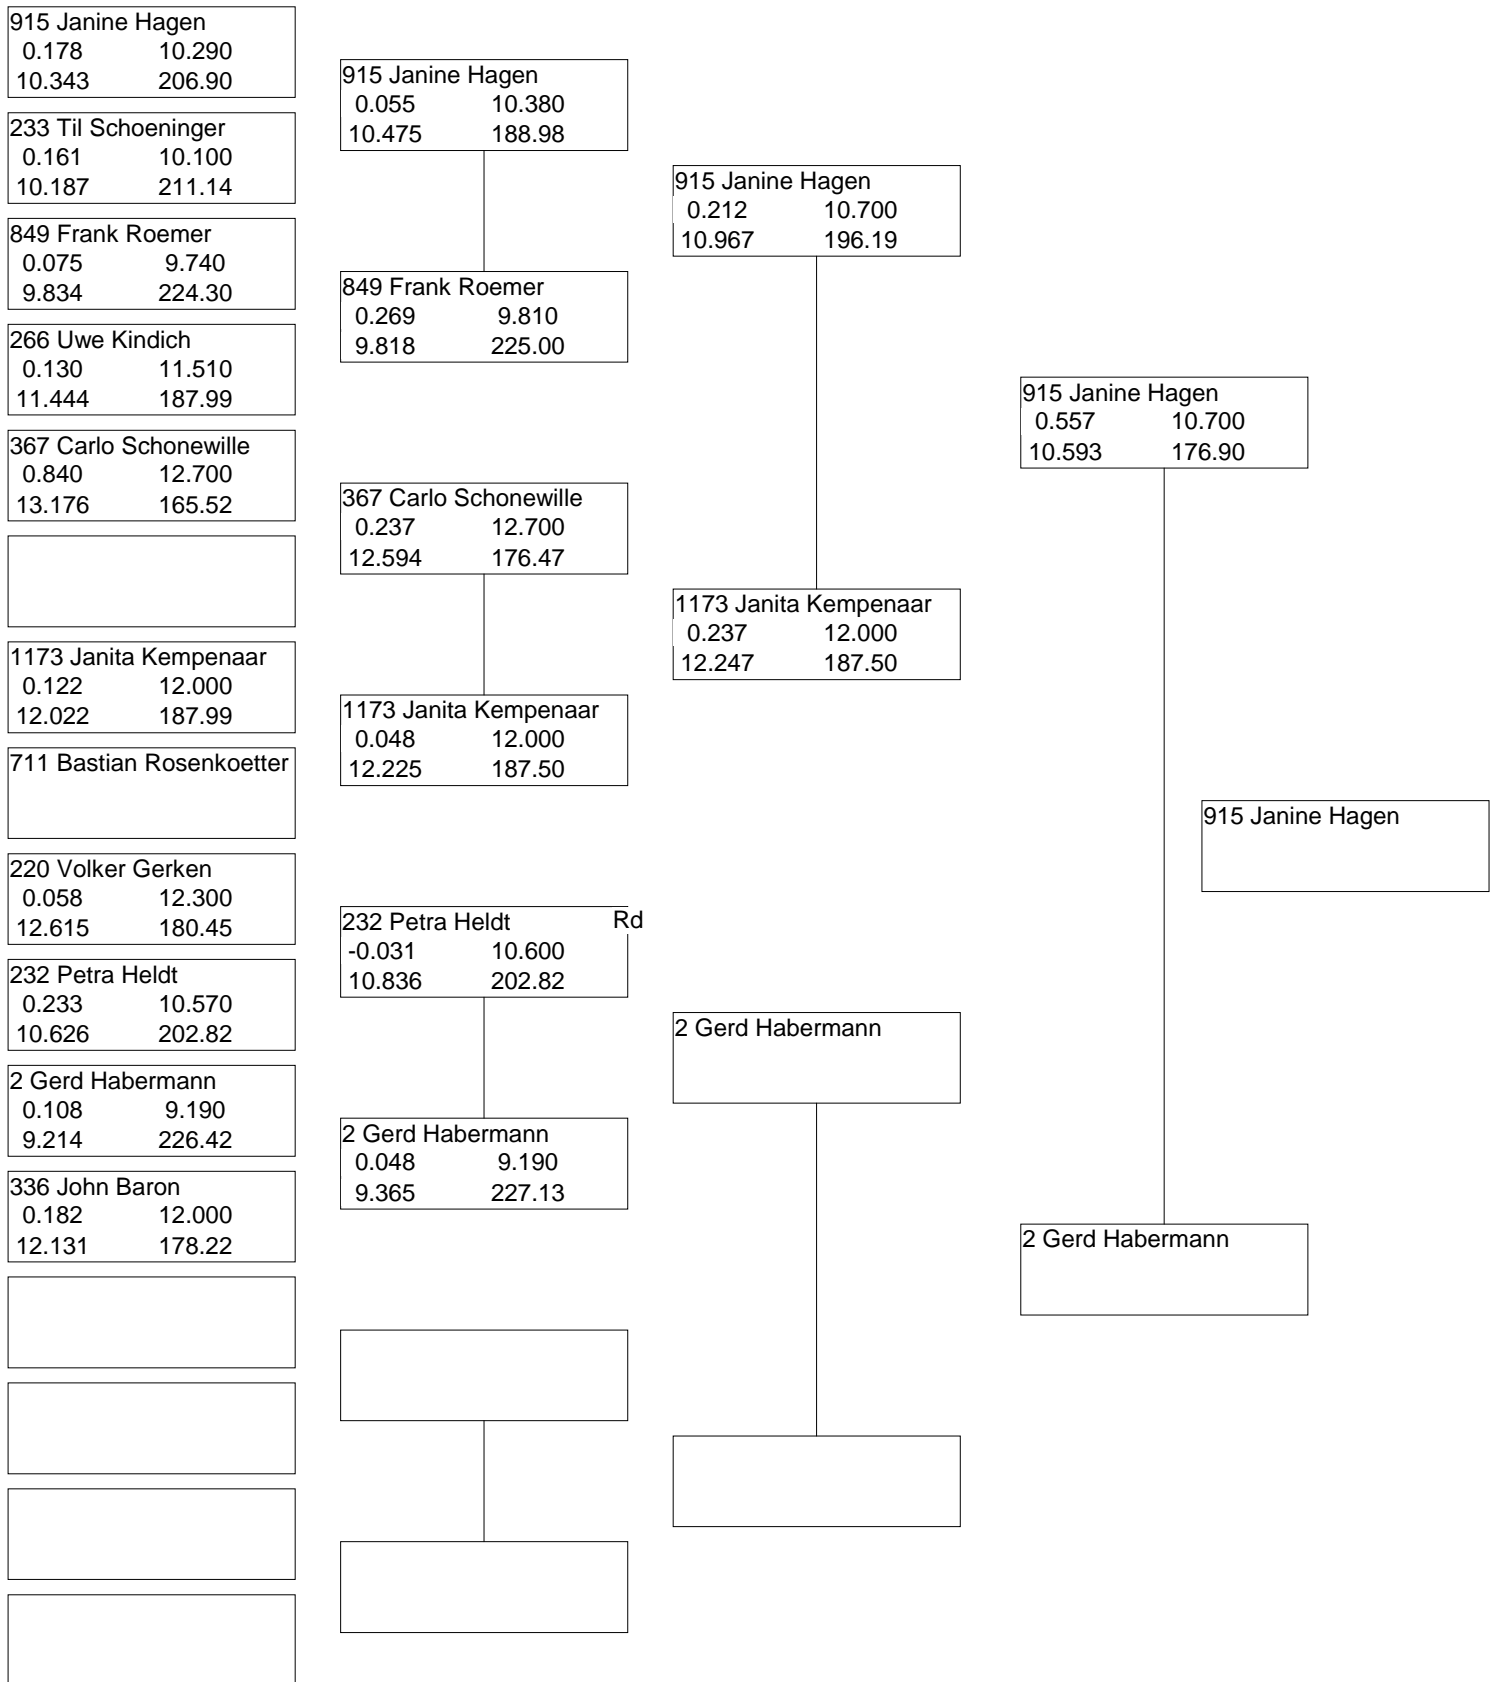 915 Janine Hagen
0.178 10.290
10.343 206.90
233 Til Schoeninger
0.161 10.100
10.187 211.14
849 Frank Roemer
0.075 9.740
9.834 224.30
266 Uwe Kindich
0.130 11.510
11.444 187.99
367 Carlo Schonewille
0.840 12.700
13.176 165.52
1173 Janita Kempenaar
0.122 12.000
12.022 187.99
711 Bastian Rosenkoetter
220 Volker Gerken
0.058 12.300
12.615 180.45
232 Petra Heldt
0.233 10.570
10.626 202.82
2 Gerd Habermann
0.108 9.190
9.214 226.42
336 John Baron
0.182 12.000
12.131 178.22
915 Janine Hagen
0.055 10.380
10.475 188.98
849 Frank Roemer
0.269 9.810
9.818 225.00
367 Carlo Schonewille
0.237 12.700
12.594 176.47
1173 Janita Kempenaar
0.048 12.000
12.225 187.50
232 Petra Heldt Rd
-0.031 10.600
10.836 202.82
2 Gerd Habermann
0.048 9.190
9.365 227.13
915 Janine Hagen
0.212 10.700
10.967 196.19
1173 Janita Kempenaar
0.237 12.000
12.247 187.50
2 Gerd Habermann
915 Janine Hagen
0.557 10.700
10.593 176.90
2 Gerd Habermann
915 Janine Hagen